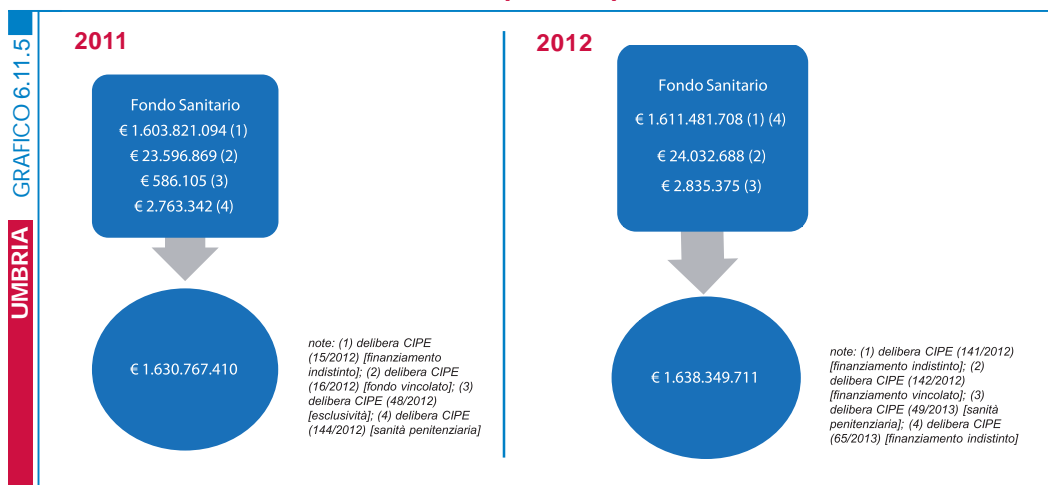 GRAFICO 6.11.5
UMBRIA
2011
Fondo Sanitario
€ 1.603.821.094 (1)
€ 23.596.869 (2)
€ 586.105 (3)
€ 2.763.342 (4)
€ 1.630.767.410
note: (1) delibera CIPE
(15/2012) [finanziamento
indistinto]; (2) delibera CIPE
(16/2012) [fondo vincolato]; (3)
delibera CIPE (48/2012)
[esclusività]; (4) delibera CIPE
(144/2012) [sanità penitenziaria]
2012
Fondo Sanitario
€ 1.611.481.708 (1) (4)
€ 24.032.688 (2)
€ 2.835.375 (3)
€ 1.638.349.711
note: (1) delibera CIPE (141/2012)
[finanziamento indistinto]; (2)
delibera CIPE (142/2012)
[finanziamento vincolato]; (3)
delibera CIPE (49/2013) [sanità
penitenziaria]; (4) delibera CIPE
(65/2013) [finanziamento indistinto]